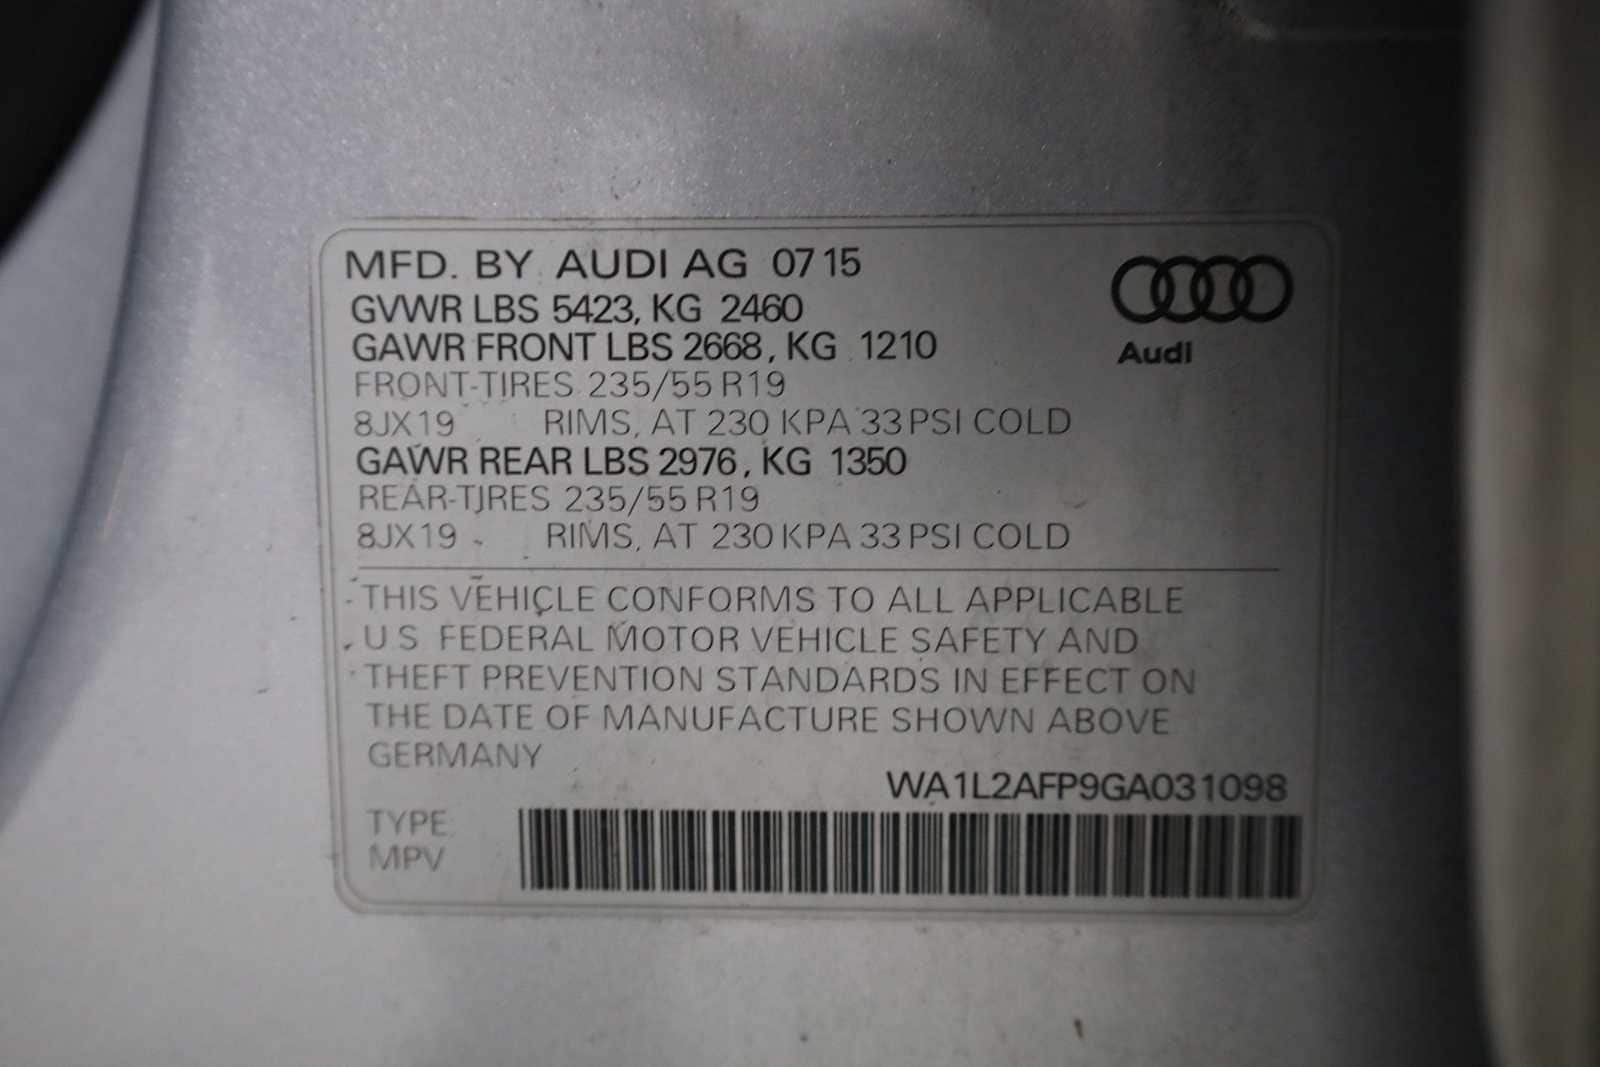 MFD. BY AUDI AG 07 15
GVWR LBS 5423, KG 2460
GAWR FRONT LBS 2668, KG 1210
Audi
FRONT-TIRES 235/55 R19
8JX19 RIMS, AT 230 KPA 33 PSI COLD
GAWR REAR LBS 2976, KG 1350
REAR-TIRES 235/55 R19
8JX19 RIMS, AT 230 KPA 33 PSI COLD
THIS VEHICLE CONFORMS TO ALL APPLICABLE
U.S. FEDERAL MOTOR VEHICLE SAFETY AND
THEFT PREVENTION STANDARDS IN EFFECT ON
THE DATE OF MANUFACTURE SHOWN ABOVE
GERMANY
WA1L2AFP9GA031098
TYPE:
MPV